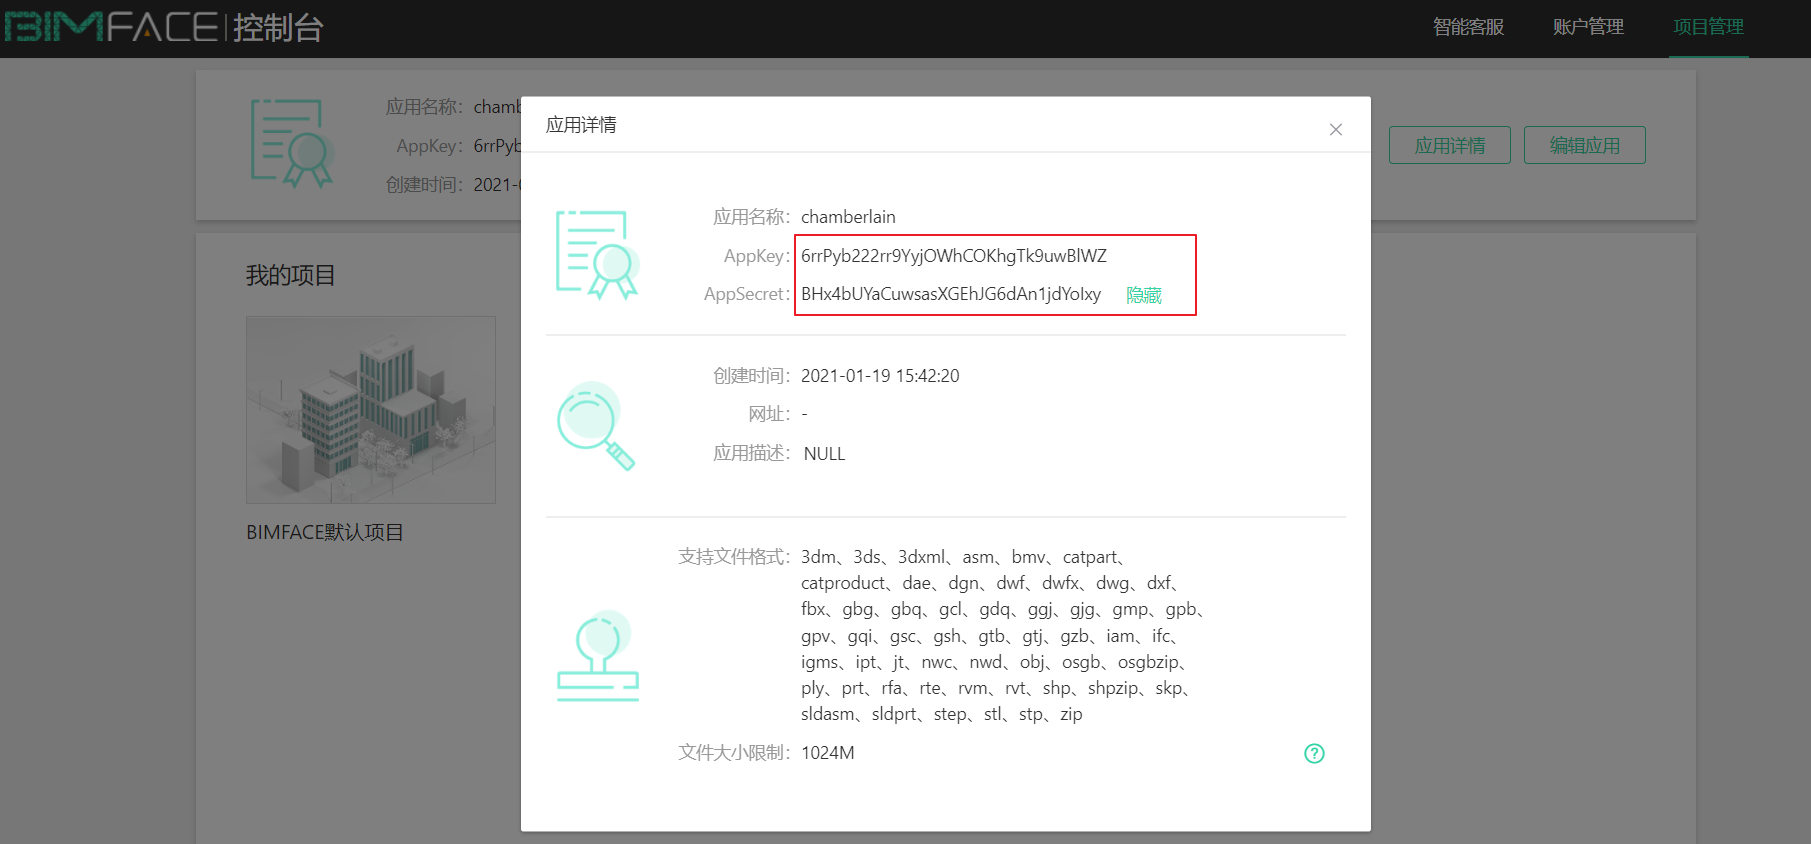 BIMFACE 控制台
智能客服 账户管理 项目管理
应用名称： chamb
AppKey： 6rrPyb
创建时间： 2021-0
应用详情 编辑应用
我的项目
BIMFACE默认项目
应用详情
应用名称： chamberlain
AppKey： 6rrPyb222rr9YyjOWhCOKhgTk9uwBlWZ
AppSecret： BHx4bUYaCuwsasXGEhJG6dAn1jdYoIxy 隐藏
创建时间： 2021-01-19 15:42:20
网址： -
应用描述： NULL
支持文件格式： 3dm、3ds、3dxml、asm、bmv、catpart、
catproduct、dae、dgn、dwf、dwfx、dwg、dxf、
fbx、gbg、gbq、gcl、gdq、ggj、gjg、gmp、gpb、
gpv、gqi、gsc、gsh、gtb、gtj、gzb、iam、ifc、
igms、ipt、jt、nwc、nwd、obj、osgb、osgbzip、
ply、prt、rfa、rte、rvm、rvt、shp、shpzip、skp、
sldasm、sldprt、step、stl、stp、zip
文件大小限制： 1024M